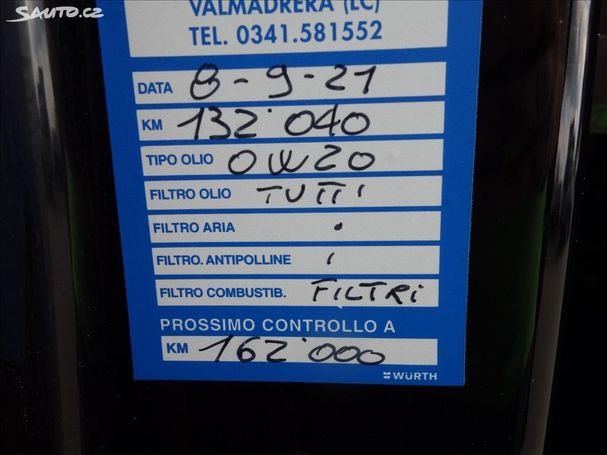 SAUTO.CZ
VALMADRERA (LC)
TEL. 0341.581552
DATA 8-9-21
KM 132'040
TIPO OLIO 0W20
FILTRO OLIO TUTTI
FILTRO ARIA
FILTRO. ANTIPOLLINE
FILTRO COMBUSTIB. FILTRI
PROSSIMO CONTROLLO A
KM 162'000
WÜRTH